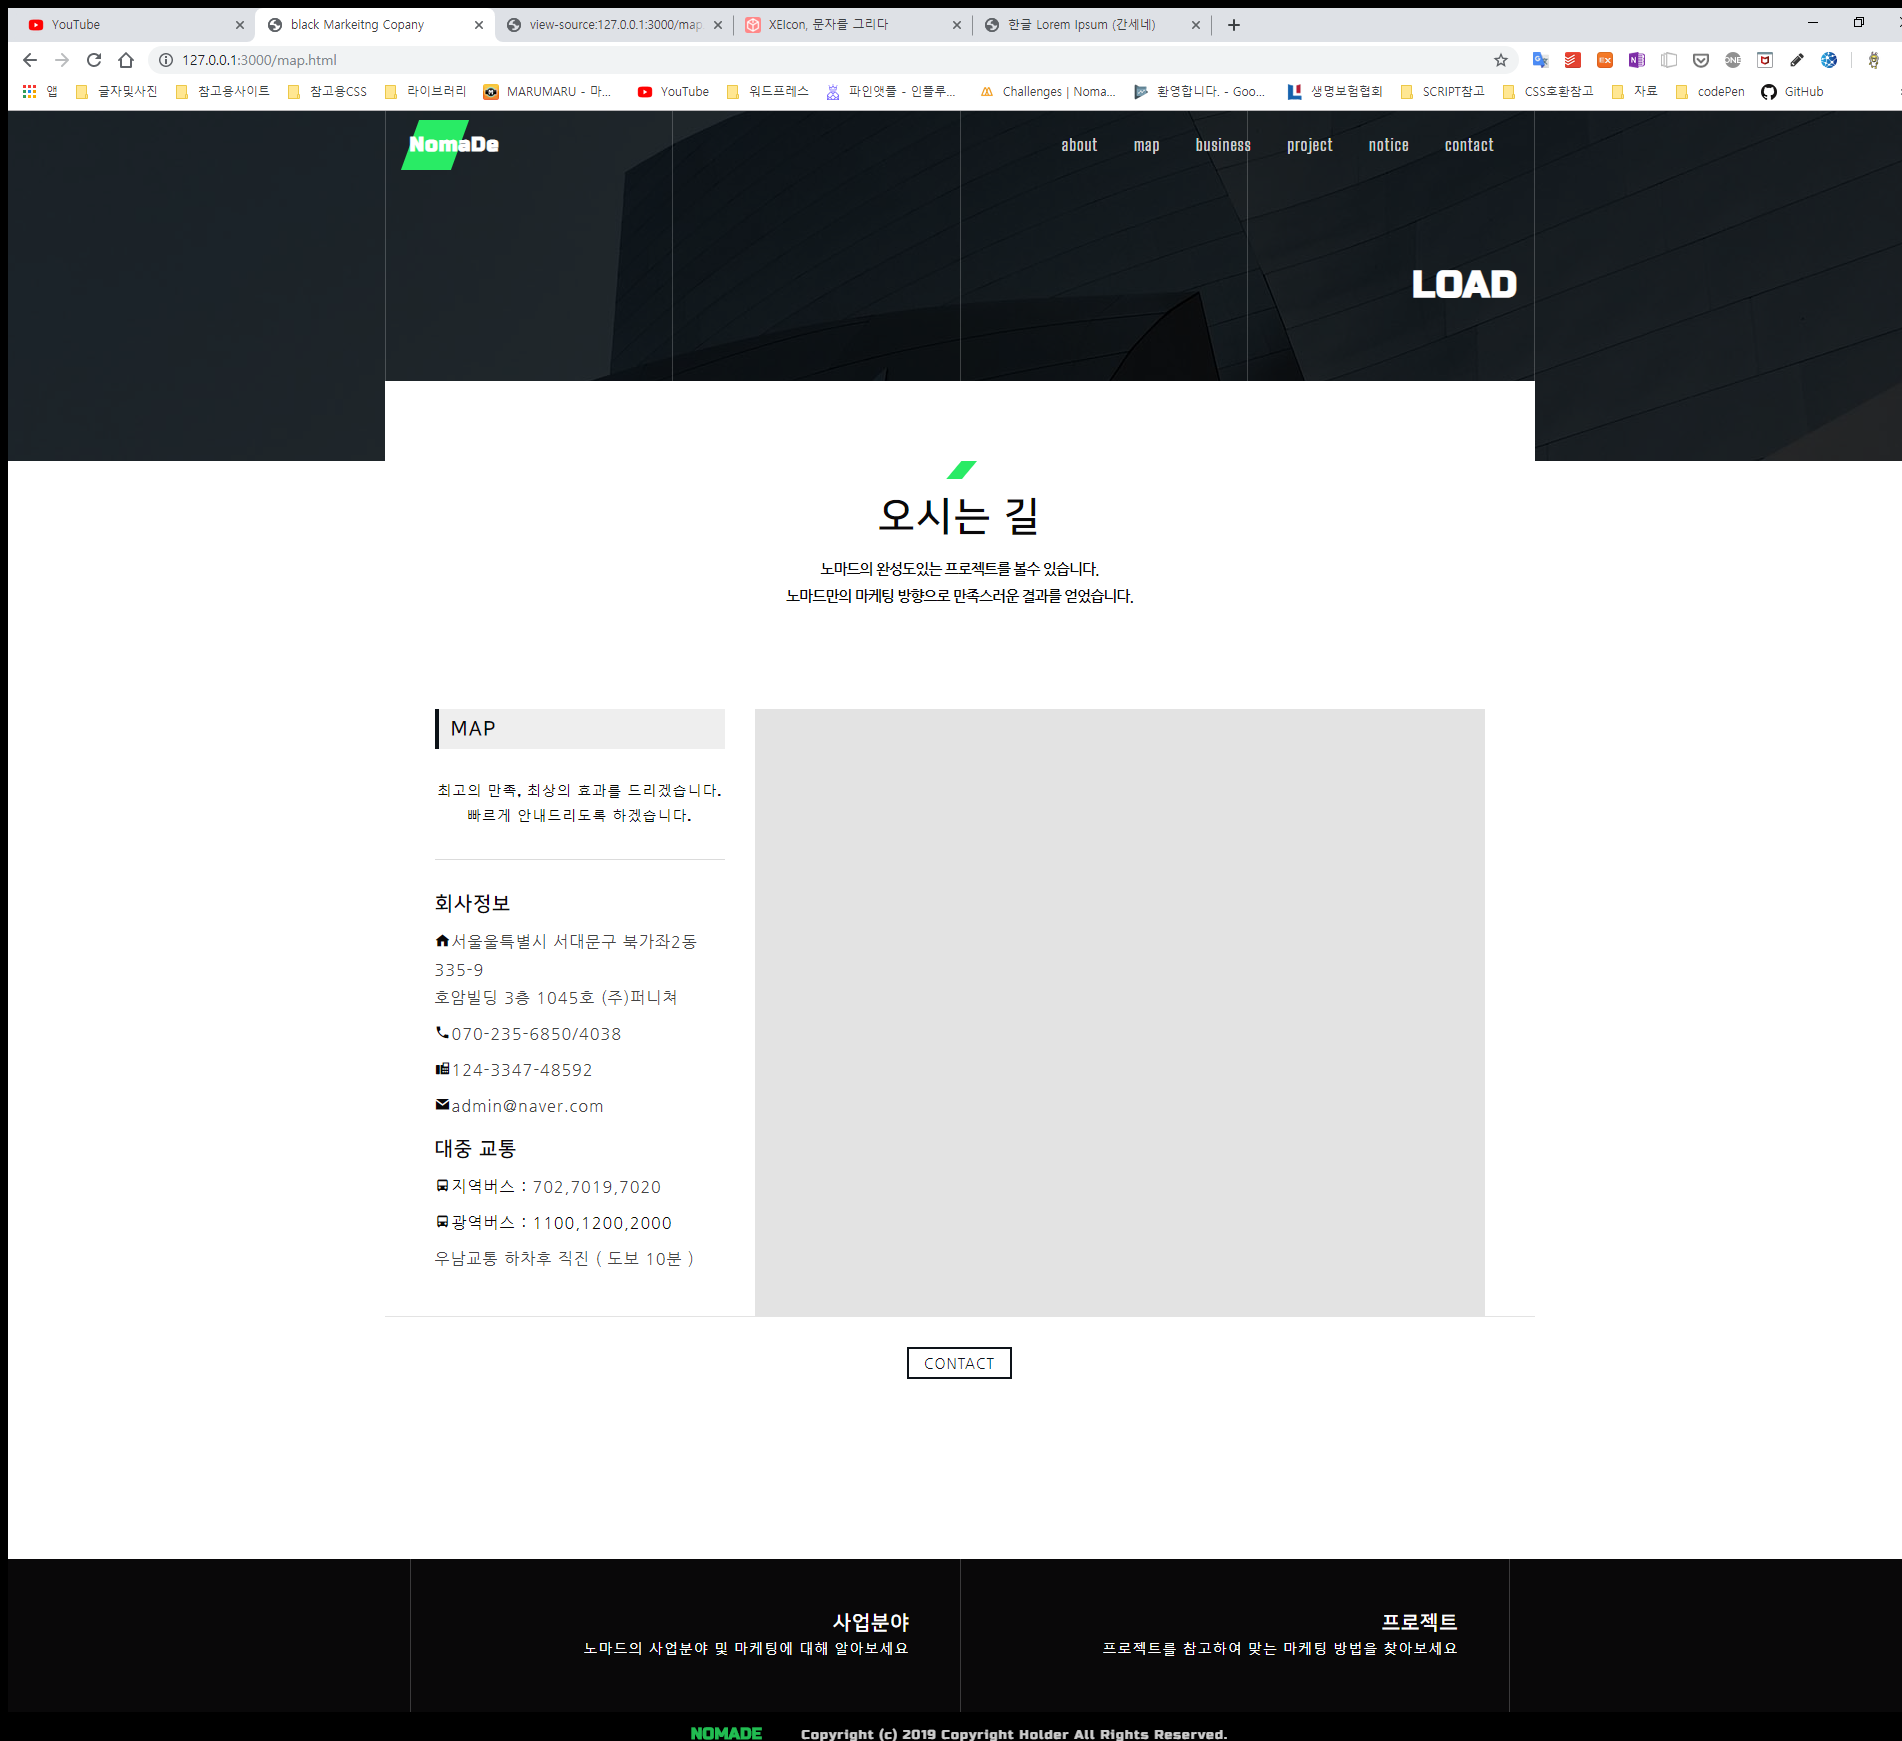 YouTube
black Markeitng Copany
view-source:127.0.0.1:3000/map
XEIcon, 문자를 그리다
한글 Lorem Ipsum (간세네)
127.0.0.1:3000/map.html
앱
글자및사진
참고용사이트
참고용CSS
라이브러리
MARUMARU - 마...
YouTube
워드프레스
파인앳플 - 인플루...
Challenges | Noma...
환영합니다. - Goo...
생명보험협회
SCRIPT참고
CSS호환참고
자료
codePen
GitHub
NomaDe
about
map
business
project
notice
contact
LOAD
오시는 길
노마드의 완성도있는 프로젝트를 볼수 있습니다.
노마드만의 마케팅 방향으로 만족스러운 결과를 얻었습니다.
MAP
최고의 만족, 최상의 효과를 드리겠습니다.
빠르게 안내드리도록 하겠습니다.
회사정보
서울울특별시 서대문구 북가좌2동
335-9
호암빌딩 3층 1045호 (주)퍼니쳐
070-235-6850/4038
124-3347-48592
admin@naver.com
대중 교통
지역버스 : 702,7019,7020
광역버스 : 1100,1200,2000
우남교통 하차후 직진 ( 도보 10분 )
CONTACT
사업분야
노마드의 사업분야 및 마케팅에 대해 알아보세요
프로젝트
프로젝트를 참고하여 맞는 마케팅 방법을 찾아보세요
NOMADE
Copyright (c) 2019 Copyright Holder All Rights Reserved.